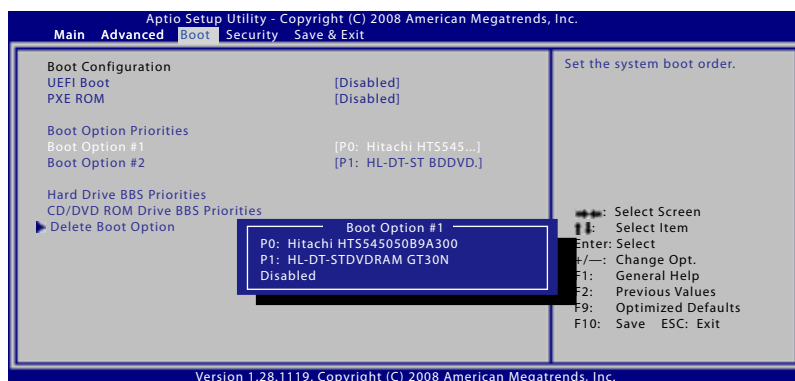 Aptio Setup Utility - Copyright (C) 2008 American Megatrends, Inc.
Main Advanced Boot Security Save & Exit
Boot Configuration
UEFI Boot [Disabled]
PXE ROM [Disabled]
Boot Option Priorities
Boot Option #1 [P0: Hitachi HTS545...]
Boot Option #2 [P1: HL-DT-ST BDDVD.]
Hard Drive BBS Priorities
CD/DVD ROM Drive BBS Priorities
Delete Boot Option
Boot Option #1
P0: Hitachi HTS545050B9A300
P1: HL-DT-STDVDRAM GT30N
Disabled
Set the system boot order.
: Select Screen
: Select Item
Enter: Select
+/—: Change Opt.
F1: General Help
F2: Previous Values
F9: Optimized Defaults
F10: Save ESC: Exit
Version 1.28.1119. Copyright (C) 2008 American Megatrends, Inc.